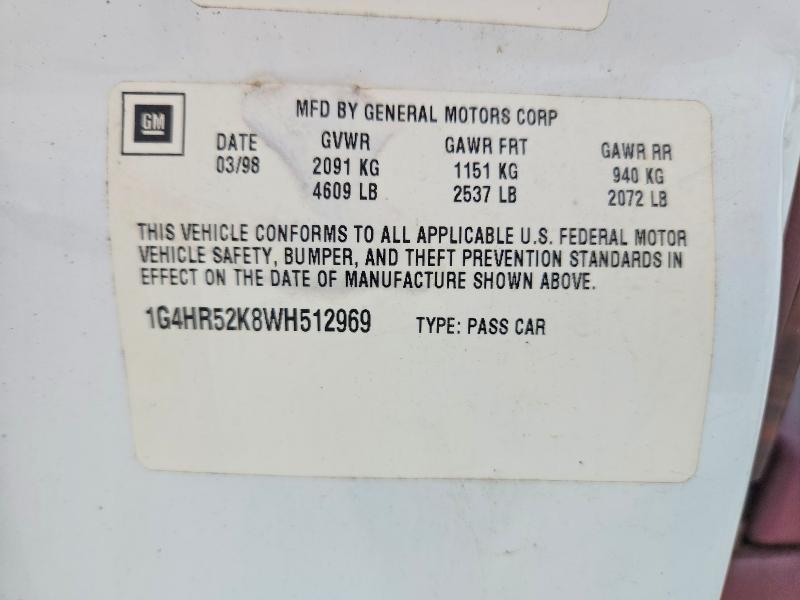 GM
MFD BY GENERAL MOTORS CORP
DATE GVWR GAWR FRT GAWR RR
03/98 2091 KG 1151 KG 940 KG
4609 LB 2537 LB 2072 LB
THIS VEHICLE CONFORMS TO ALL APPLICABLE U.S. FEDERAL MOTOR
VEHICLE SAFETY, BUMPER, AND THEFT PREVENTION STANDARDS IN
EFFECT ON THE DATE OF MANUFACTURE SHOWN ABOVE.
1G4HR52K8WH512969 TYPE: PASS CAR